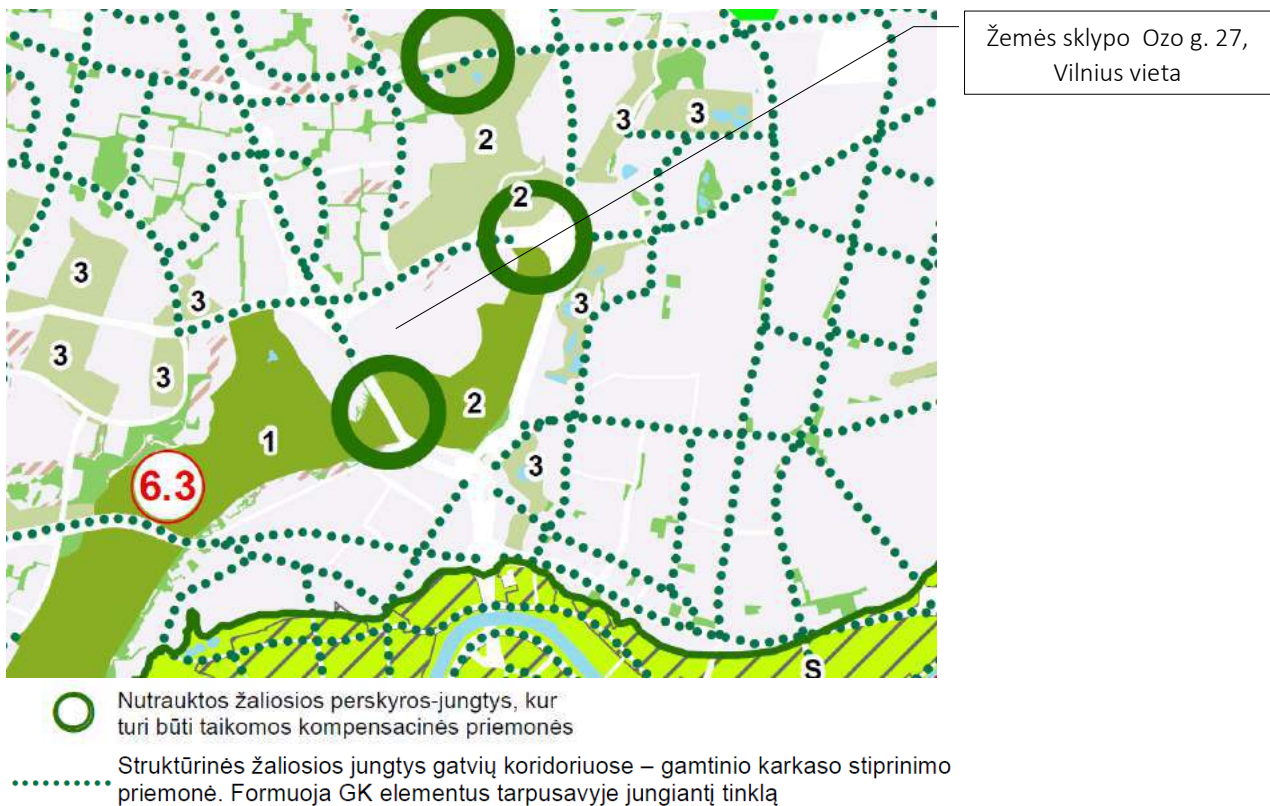 Žemės sklypo Ozo g. 27,
Vilnius vieta
2
3
3
2
3
3
3
3
3
2
1
3
6.3
S
Nutrauktos žaliosios perskyros-jungtys, kur
turi būti taikomos kompensacinės priemonės
Struktūrinės žaliosios jungtys gatvių koridoriuose – gamtinio karkaso stiprinimo
priemonė. Formuoja GK elementus tarpusavyje jungiantį tinklą